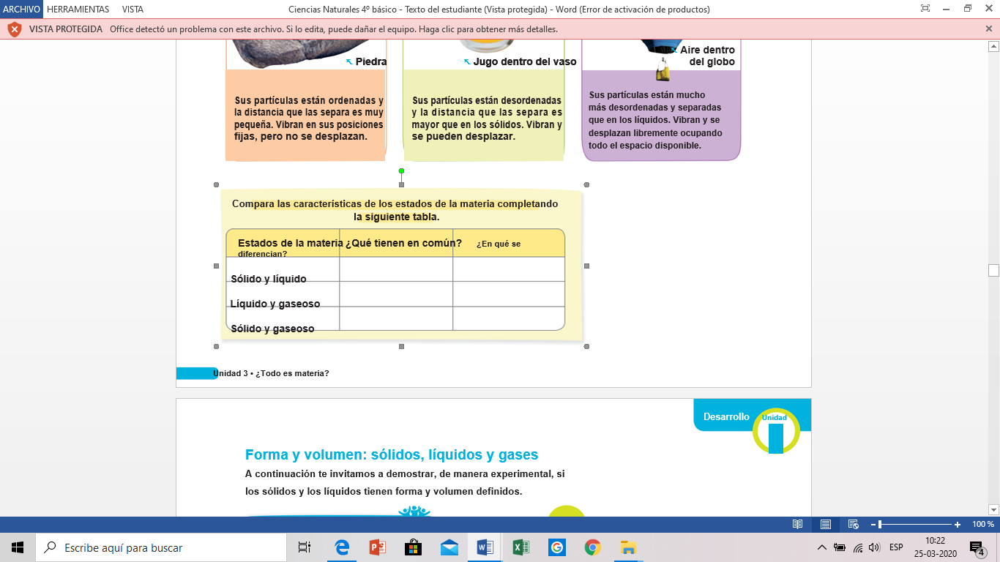 ARCHIVO HERRAMIENTAS VISTA
Ciencias Naturales 4º básico - Texto del estudiante (Vista protegida) - Word (Error de activación de productos)
VISTA PROTEGIDA Office detectó un problema con este archivo. Si lo edita, puede dañar el equipo. Haga clic para obtener más detalles.
Piedra
Sus partículas están ordenadas y
la distancia que las separa es muy
pequeña. Vibran en sus posiciones
fijas, pero no se desplazan.
Jugo dentro del vaso
Sus partículas están desordenadas
y la distancia que las separa es
mayor que en los sólidos. Vibran y
se pueden desplazar.
Aire dentro
del globo
Sus partículas están mucho
más desordenadas y separadas
que en los líquidos. Vibran y se
desplazan libremente ocupando
todo el espacio disponible.
Compara las características de los estados de la materia completando
la siguiente tabla.
Estados de la materia ¿Qué tienen en común? ¿En qué se
diferencian?
Sólido y líquido
Líquido y gaseoso
Sólido y gaseoso
Unidad 3 • ¿Todo es materia?
Desarrollo Unidad
Forma y volumen: sólidos, líquidos y gases
A continuación te invitamos a demostrar, de manera experimental, si
los sólidos y los líquidos tienen forma y volumen definidos.
100 %
Escribe aquí para buscar
ESP
10:22
25-03-2020
4